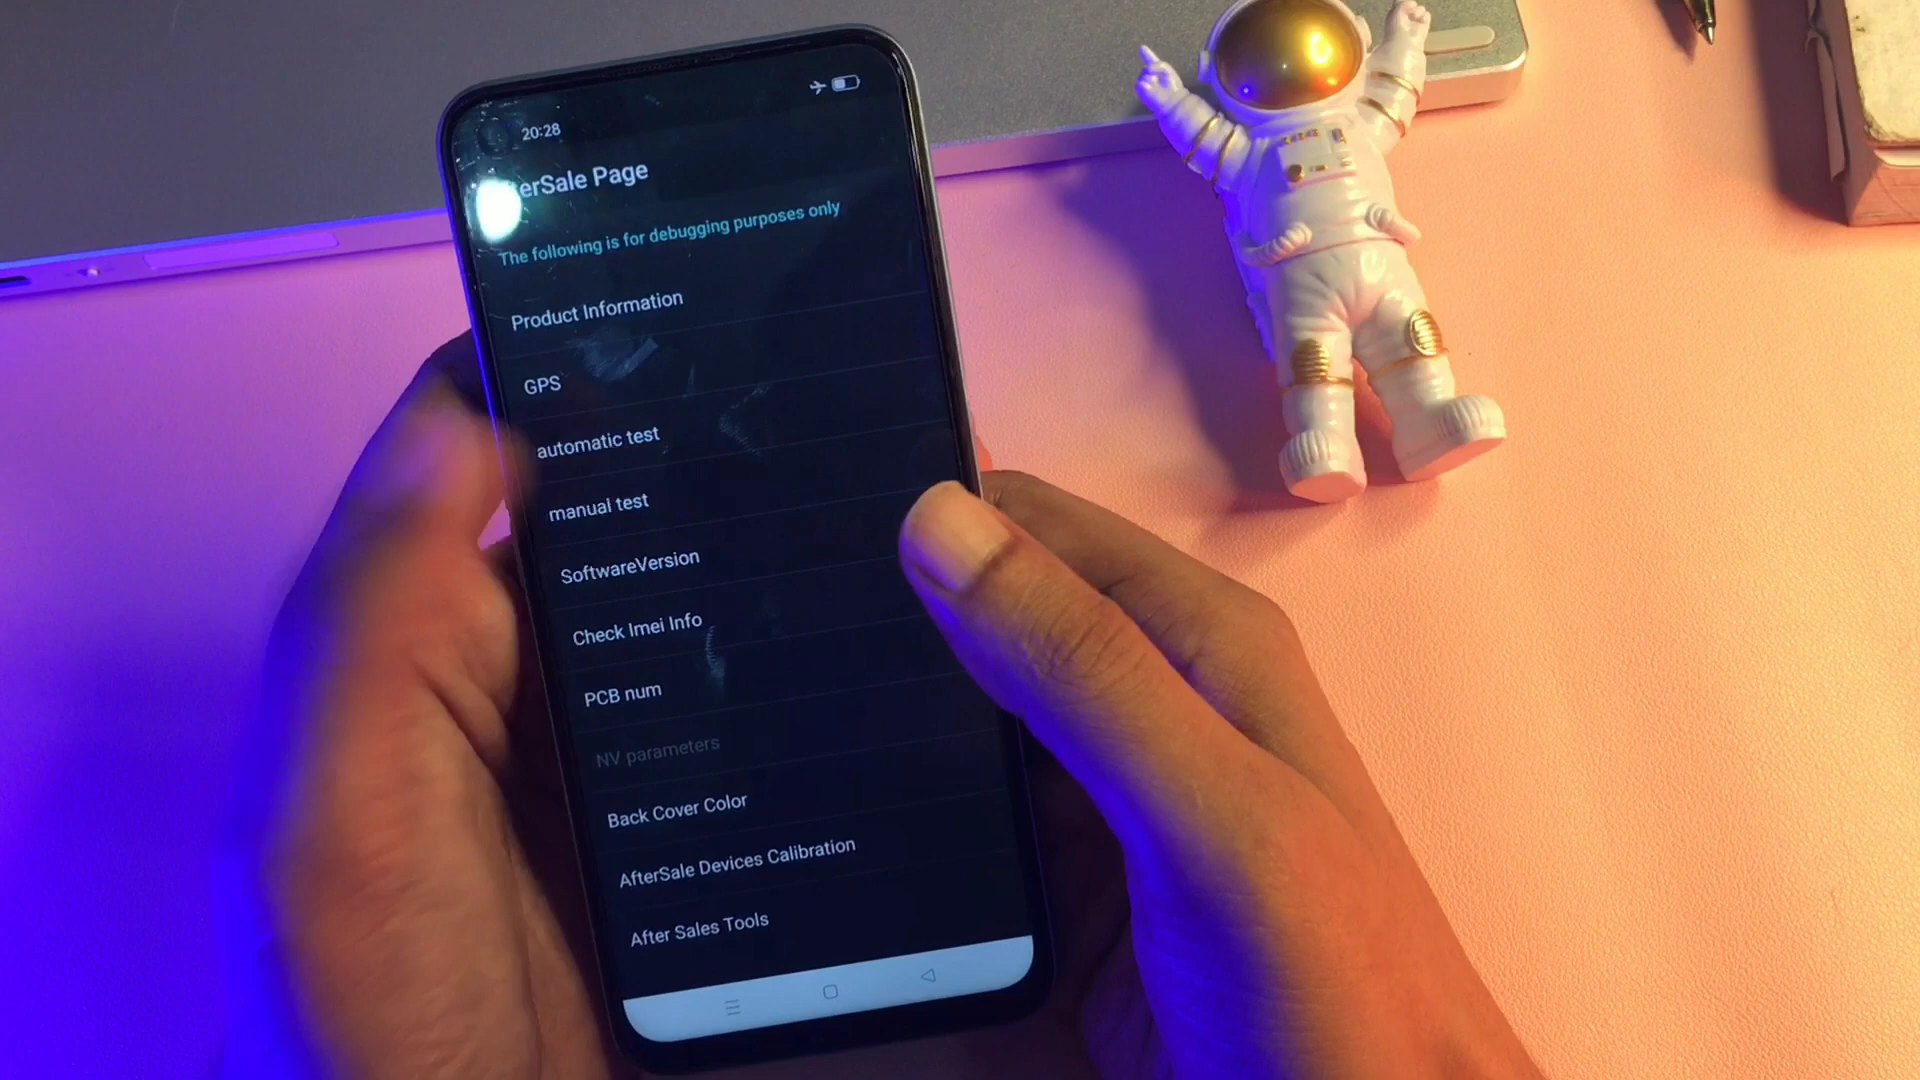 20:28
erSale Page
The following is for debugging purposes only
Product Information
GPS
automatic test
manual test
SoftwareVersion
Check Imei Info
PCB num
NV parameters
Back Cover Color
AfterSale Devices Calibration
After Sales Tools